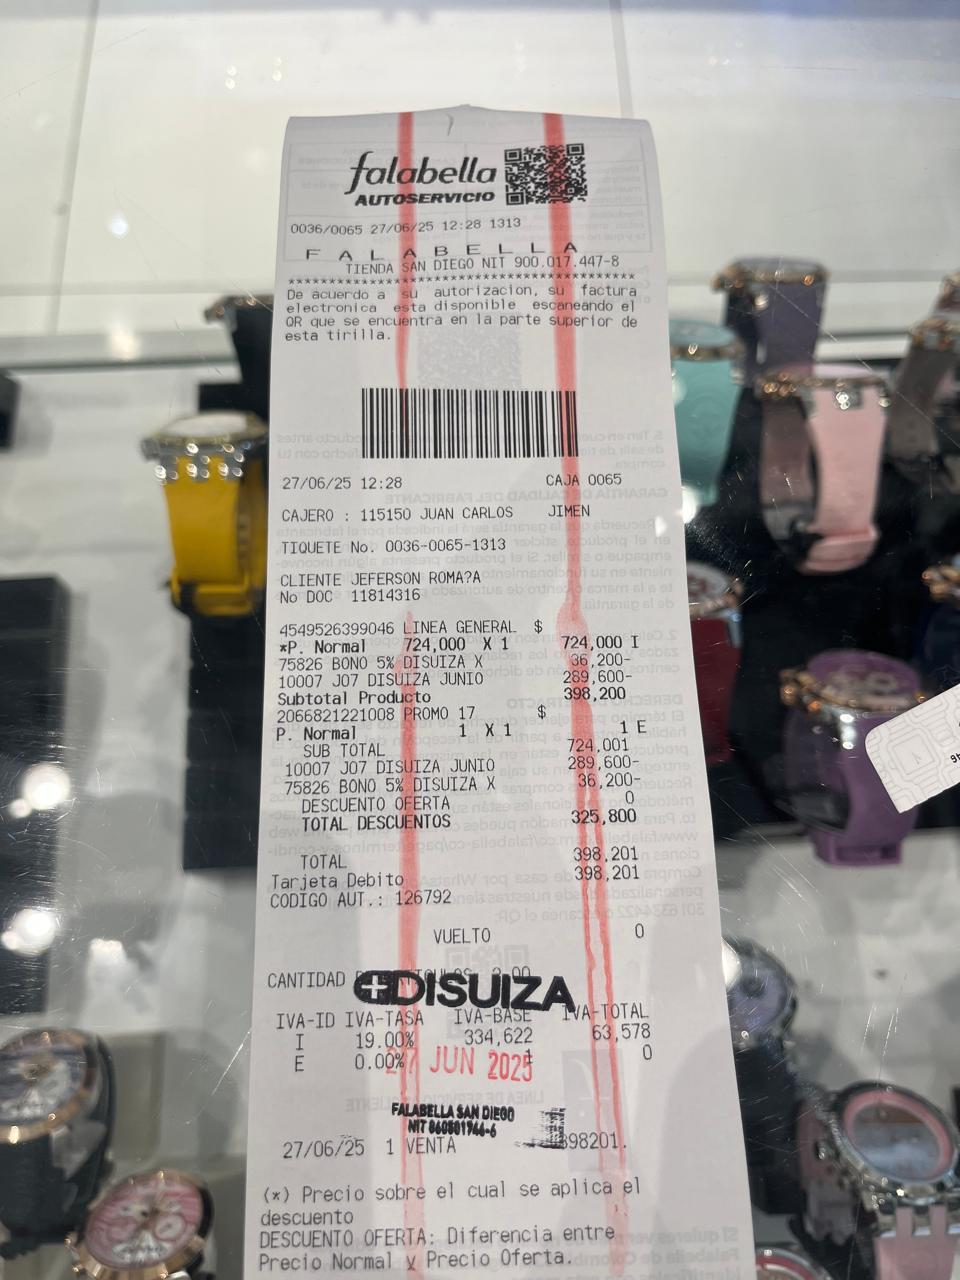 falabella
AUTOSERVICIO
0036/0065 27/06/25 12:28 1313
F A L A B E L L A
TIENDA SAN DIEGO NIT 900.017.447-8
****************************************
De acuerdo a su autorizacion, su factura
electronica esta disponible escaneando el
QR que se encuentra en la parte superior de
esta tirilla.
27/06/25 12:28 CAJA 0065
CAJERO : 115150 JUAN CARLOS JIMEN
TIQUETE No. 0036-0065-1313
CLIENTE JEFERSON ROMA?A
No DOC 11814316
4549526399046 LINEA GENERAL $
*P. Normal 724,000 X 1 724,000 I
75826 BONO 5% DISUIZA X 36,200-
10007 J07 DISUIZA JUNIO 289,600-
Subtotal Producto 398,200
2066821221008 PROMO 17 $
P. Normal 1 X 1 1 E
SUB TOTAL 724,001
10007 J07 DISUIZA JUNIO 289,600-
75826 BONO 5% DISUIZA X 36,200-
DESCUENTO OFERTA 0
TOTAL DESCUENTOS 325,800
TOTAL 398,201
Tarjeta Debito 398,201
CODIGO AUT.: 126792
VUELTO 0
CANTIDAD
DISUIZA
IVA-ID IVA-TASA IVA-BASE IVA-TOTAL
I 19.00% 334,622 63,578
E 0.00% 1 0
27 JUN 2025
FALABELLA SAN DIEGO
NIT 860501946-6
27/06/25 1 VENTA 398201.
(*) Precio sobre el cual se aplica el
descuento
DESCUENTO OFERTA: Diferencia entre
Precio Normal y Precio Oferta.